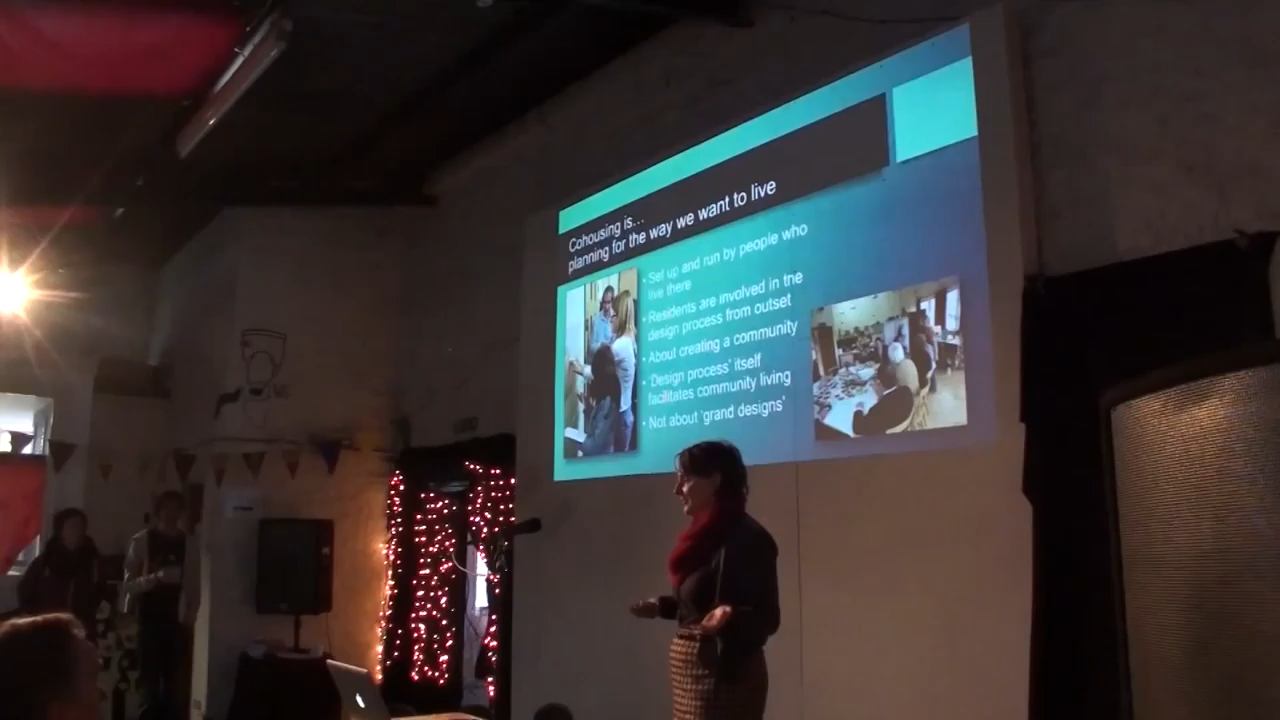 Cohousing is...
planning for the way we want to live
• Set up and run by people who
live there
• Residents are involved in the
design process from outset
• About creating a community
• 'Design process' itself
facilitates community living
• Not about 'grand designs'